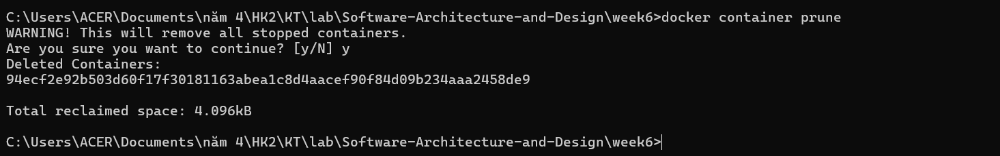 C:\Users\ACER\Documents\năm 4\HK2\KT\lab\Software-Architecture-and-Design\week6>docker container prune
WARNING! This will remove all stopped containers.
Are you sure you want to continue? [y/N] y
Deleted Containers:
94ecf2e92b503d60f17f30181163abea1c8d4aacef90f84d09b234aaa2458de9
Total reclaimed space: 4.096kB
C:\Users\ACER\Documents\năm 4\HK2\KT\lab\Software-Architecture-and-Design\week6>